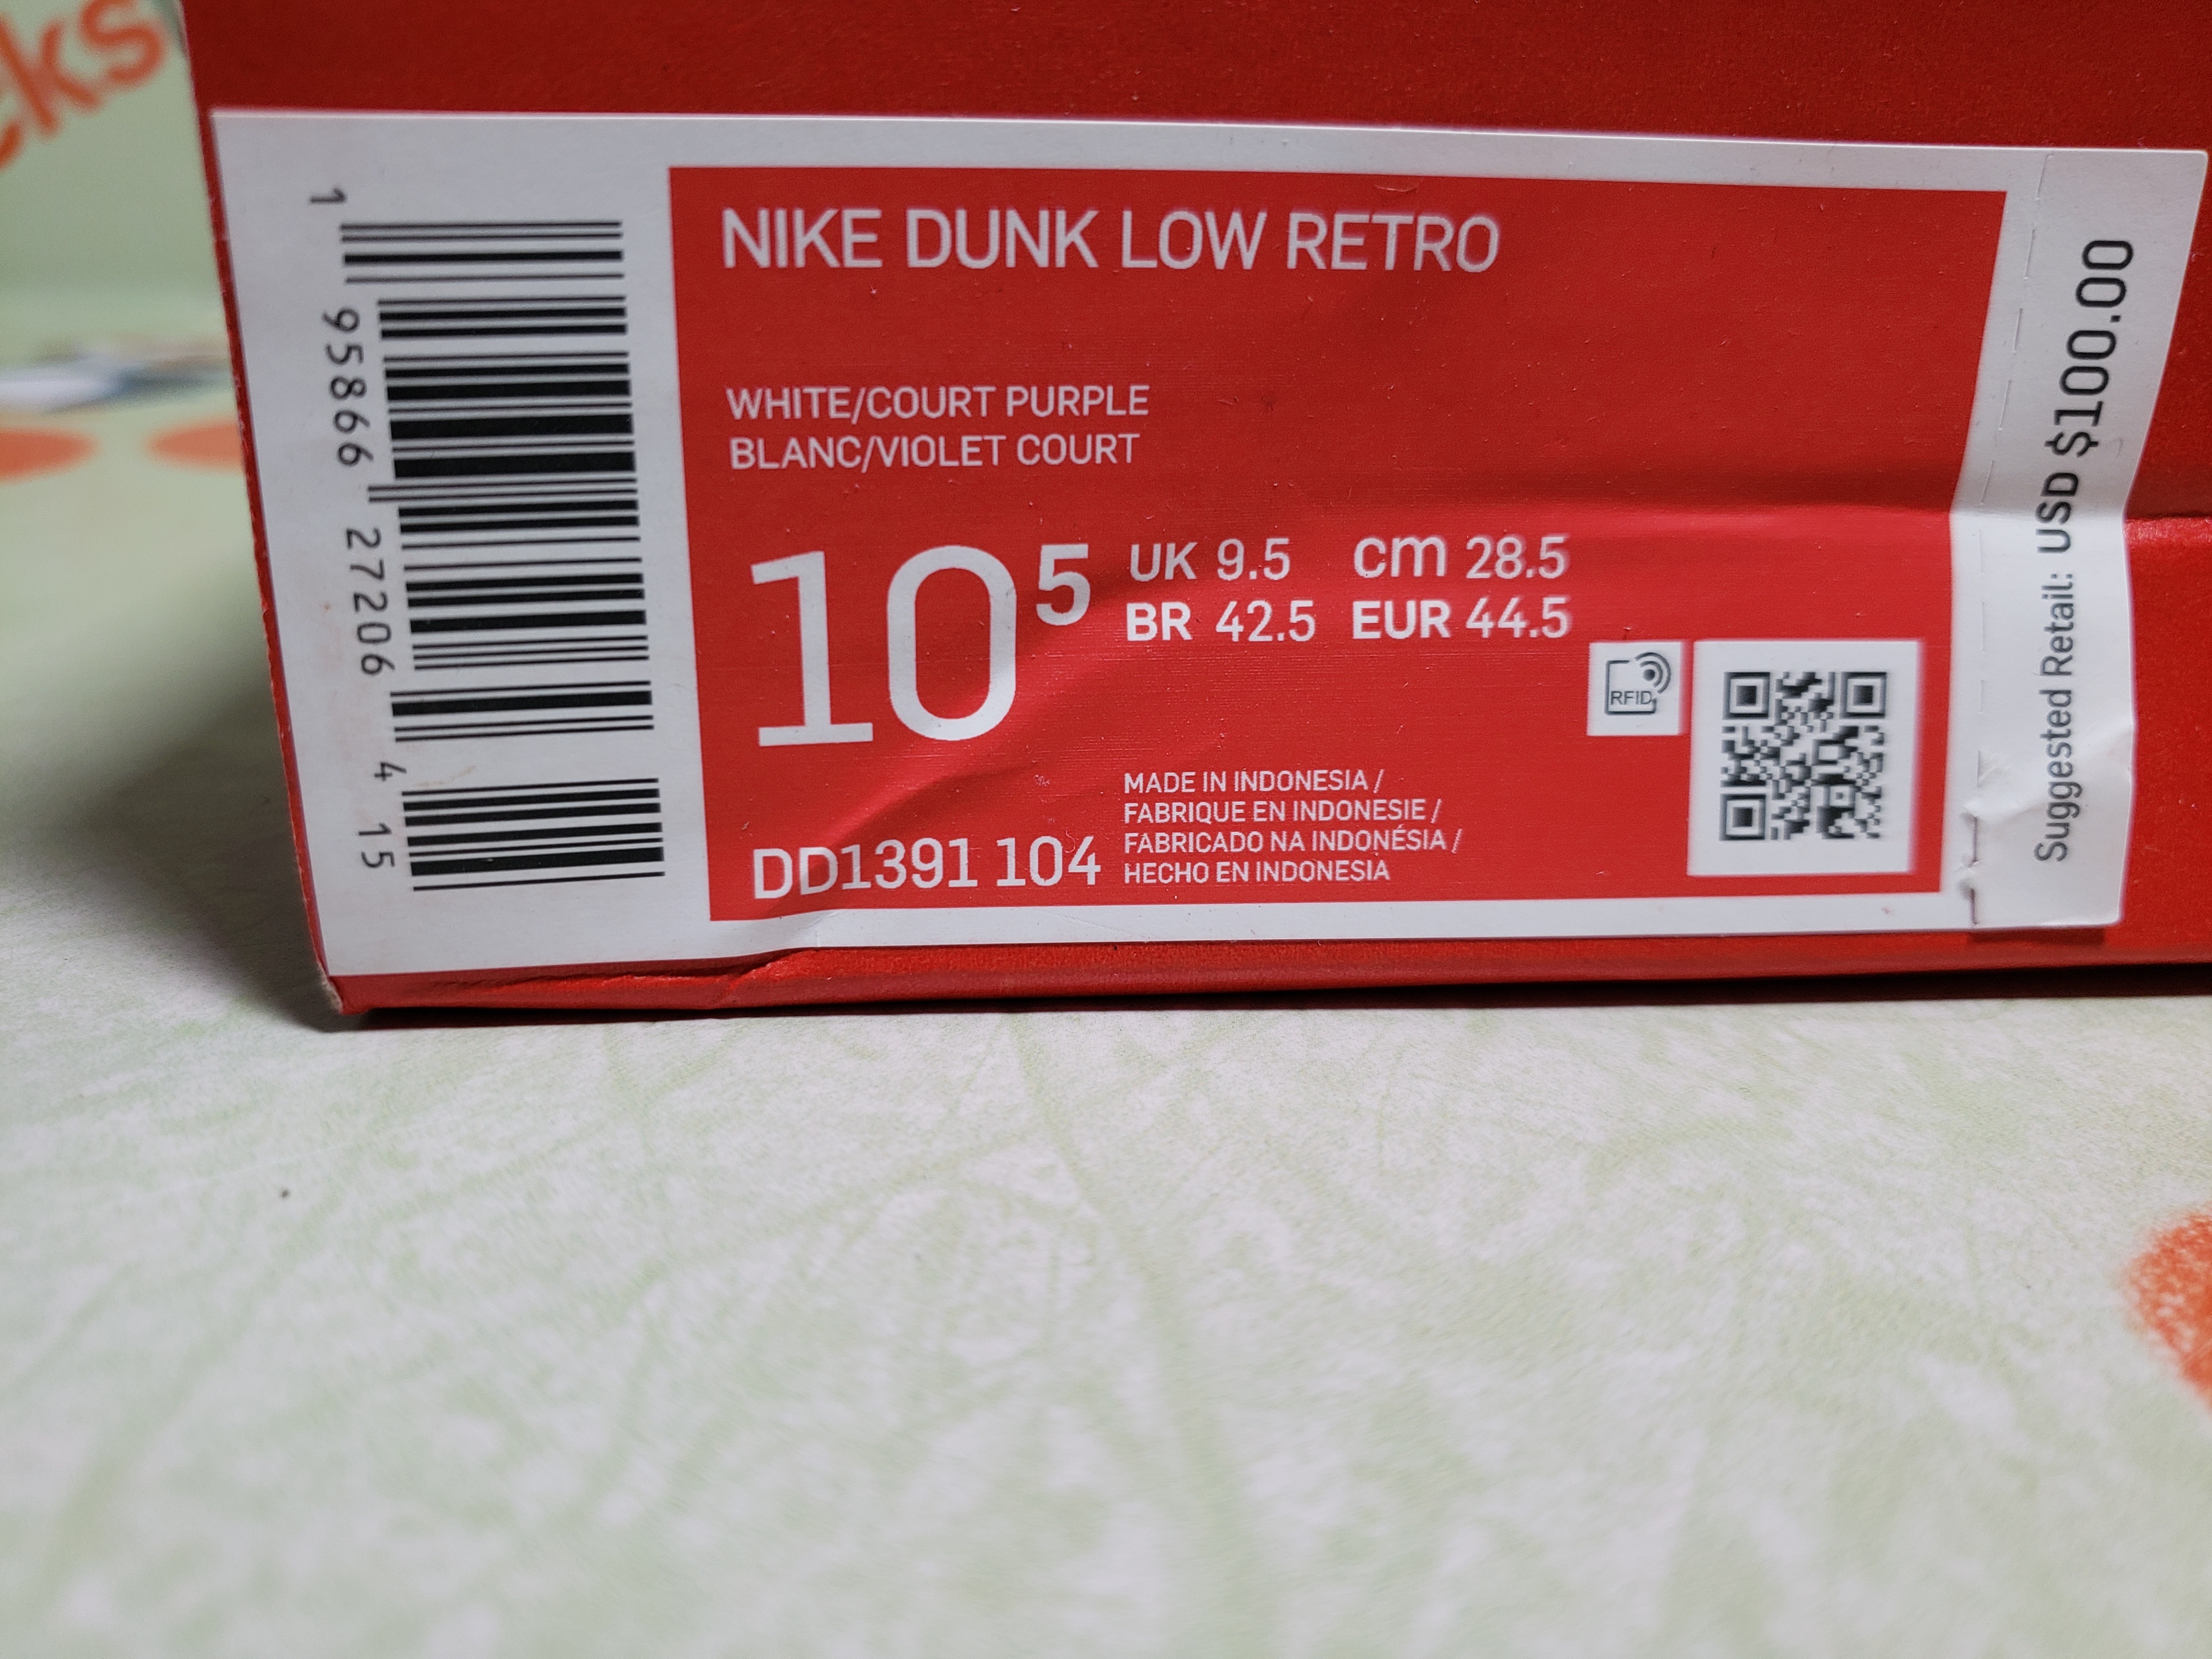 NIKE DUNK LOW RETRO
WHITE/COURT PURPLE
BLANC/VIOLET COURT
10 5
UK 9.5 cm 28.5
BR 42.5 EUR 44.5
RFID
MADE IN INDONESIA /
FABRIQUE EN INDONESIE /
FABRICADO NA INDONÉSIA /
HECHO EN INDONESIA
DD1391 104
1 95866 27206 4 15
Suggested Retail: USD $100.00